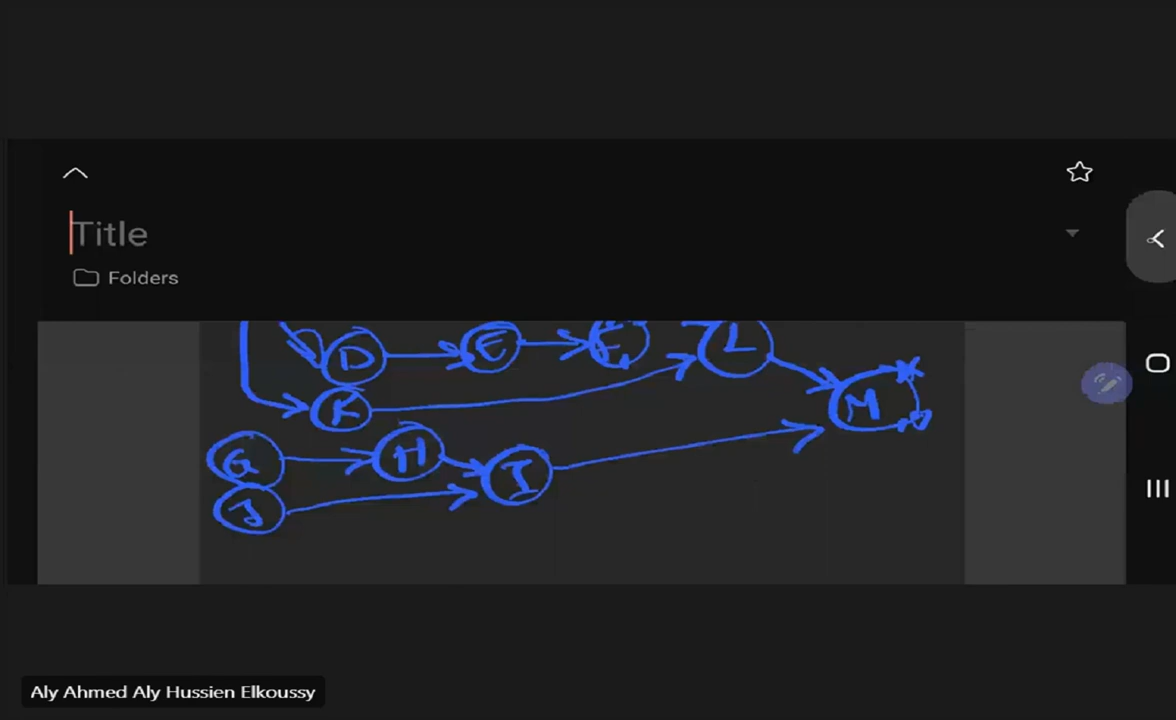 Title
Folders
D E F L
K M
G H I
J
Aly Ahmed Aly Hussien Elkoussy